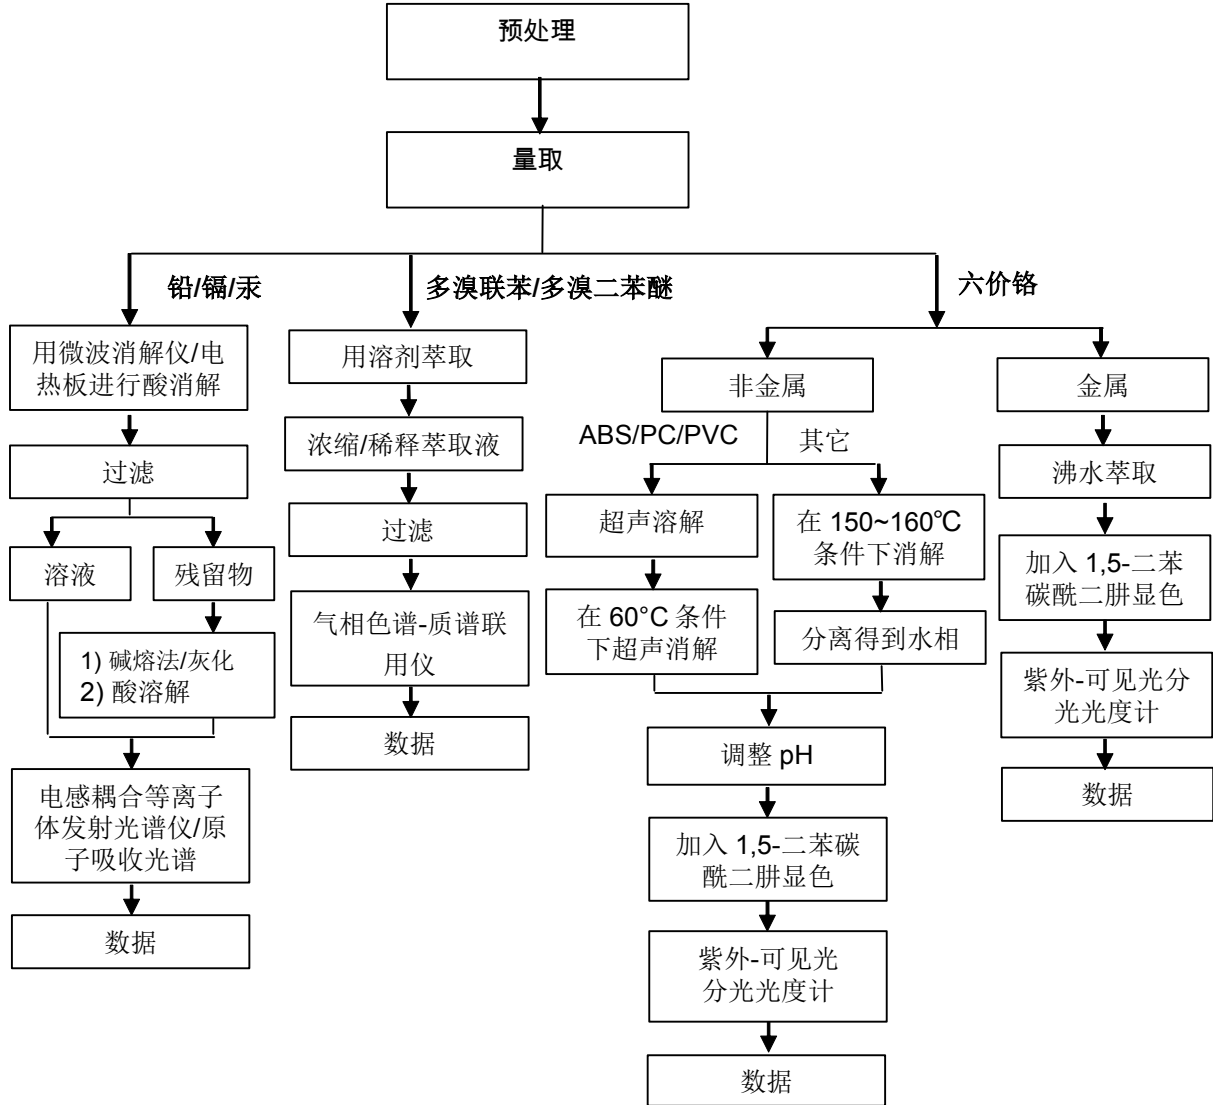 预处理
量取
铅/镉/汞
多溴联苯/多溴二苯醚
六价铬
用微波消解仪/电
热板进行酸消解
过滤
溶液
残留物
1) 碱熔法/灰化
2) 酸溶解
电感耦合等离子
体发射光谱仪/原
子吸收光谱
数据
用溶剂萃取
浓缩/稀释萃取液
过滤
气相色谱-质谱联
用仪
数据
非金属
ABS/PC/PVC
其它
超声溶解
在 60°C 条件
下超声消解
在 150~160℃
条件下消解
分离得到水相
调整 pH
加入 1,5-二苯碳
酰二肼显色
紫外-可见光
分光光度计
数据
金属
沸水萃取
加入 1,5-二苯
碳酰二肼显色
紫外-可见光分
光光度计
数据